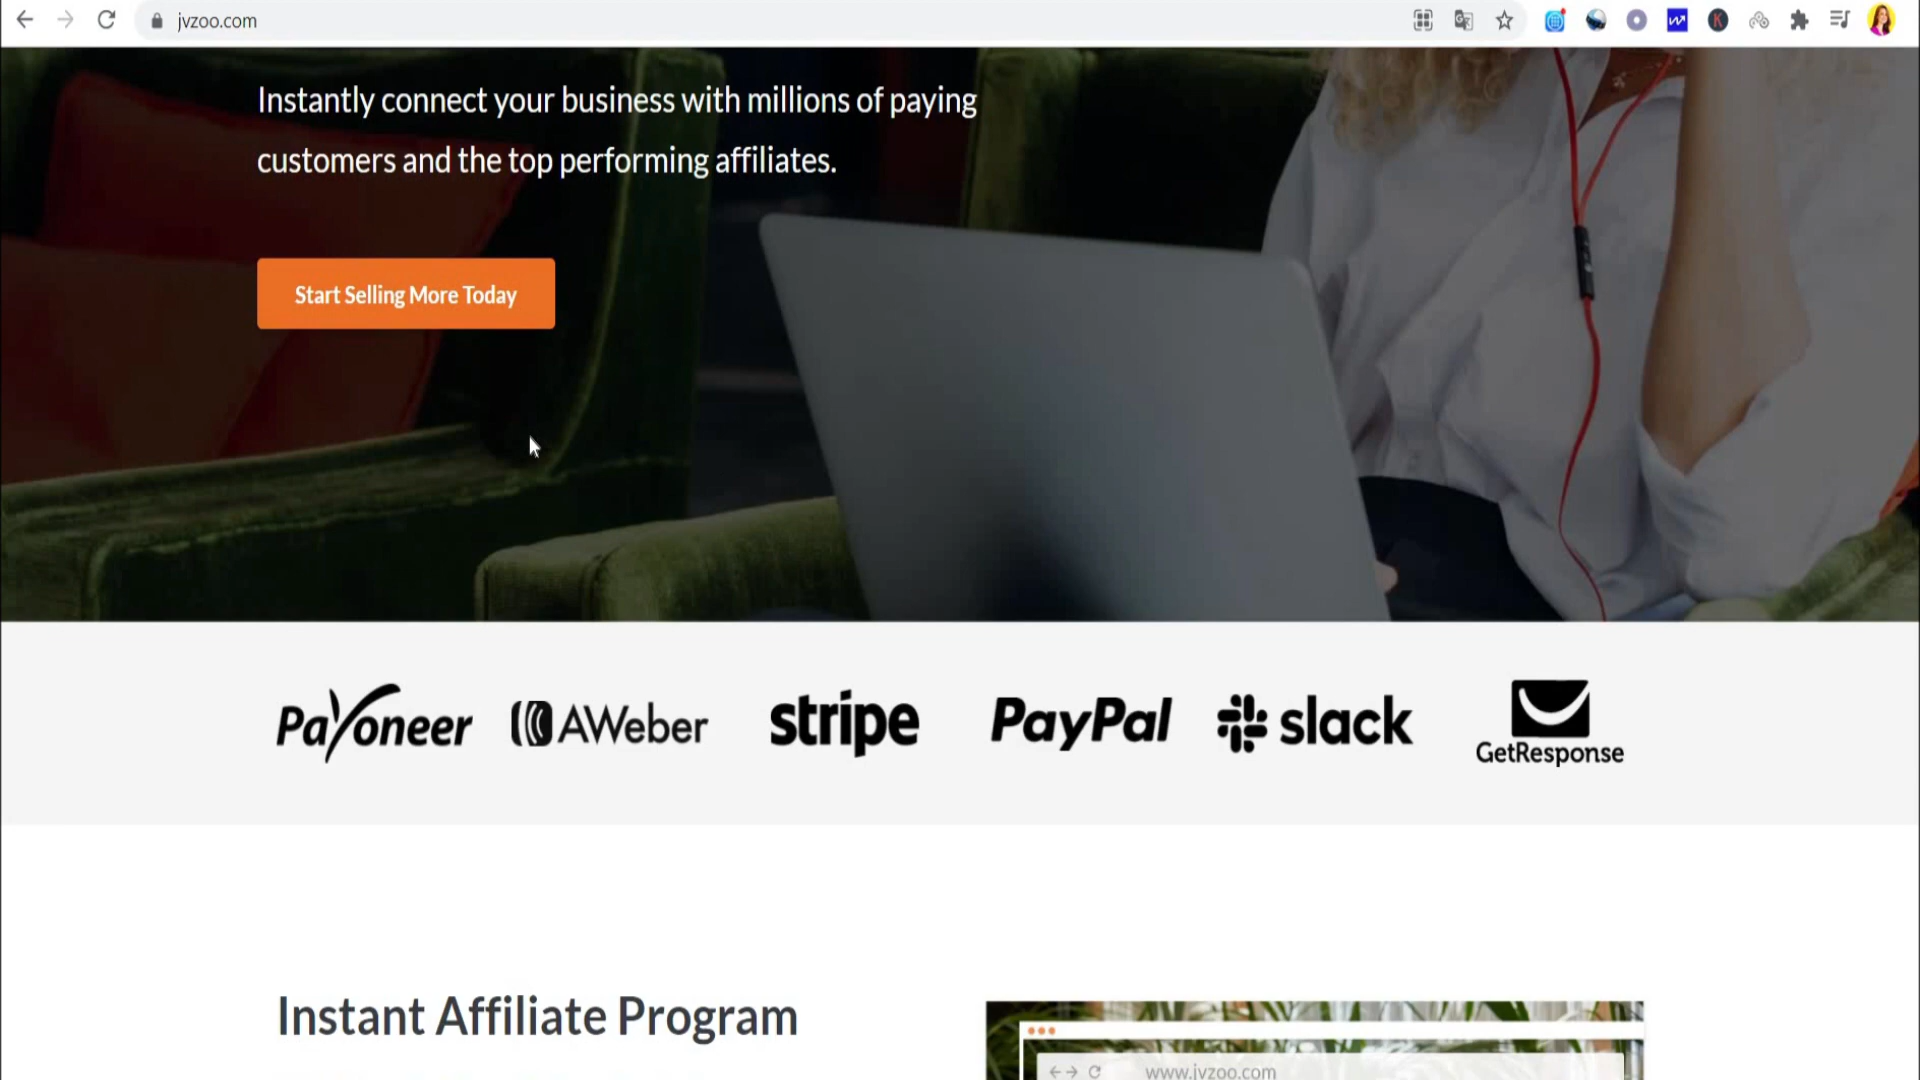 jvzoo.com
Instantly connect your business with millions of paying
customers and the top performing affiliates.
Start Selling More Today
Payoneer AWeber stripe PayPal slack GetResponse
Instant Affiliate Program
www.jvzoo.com